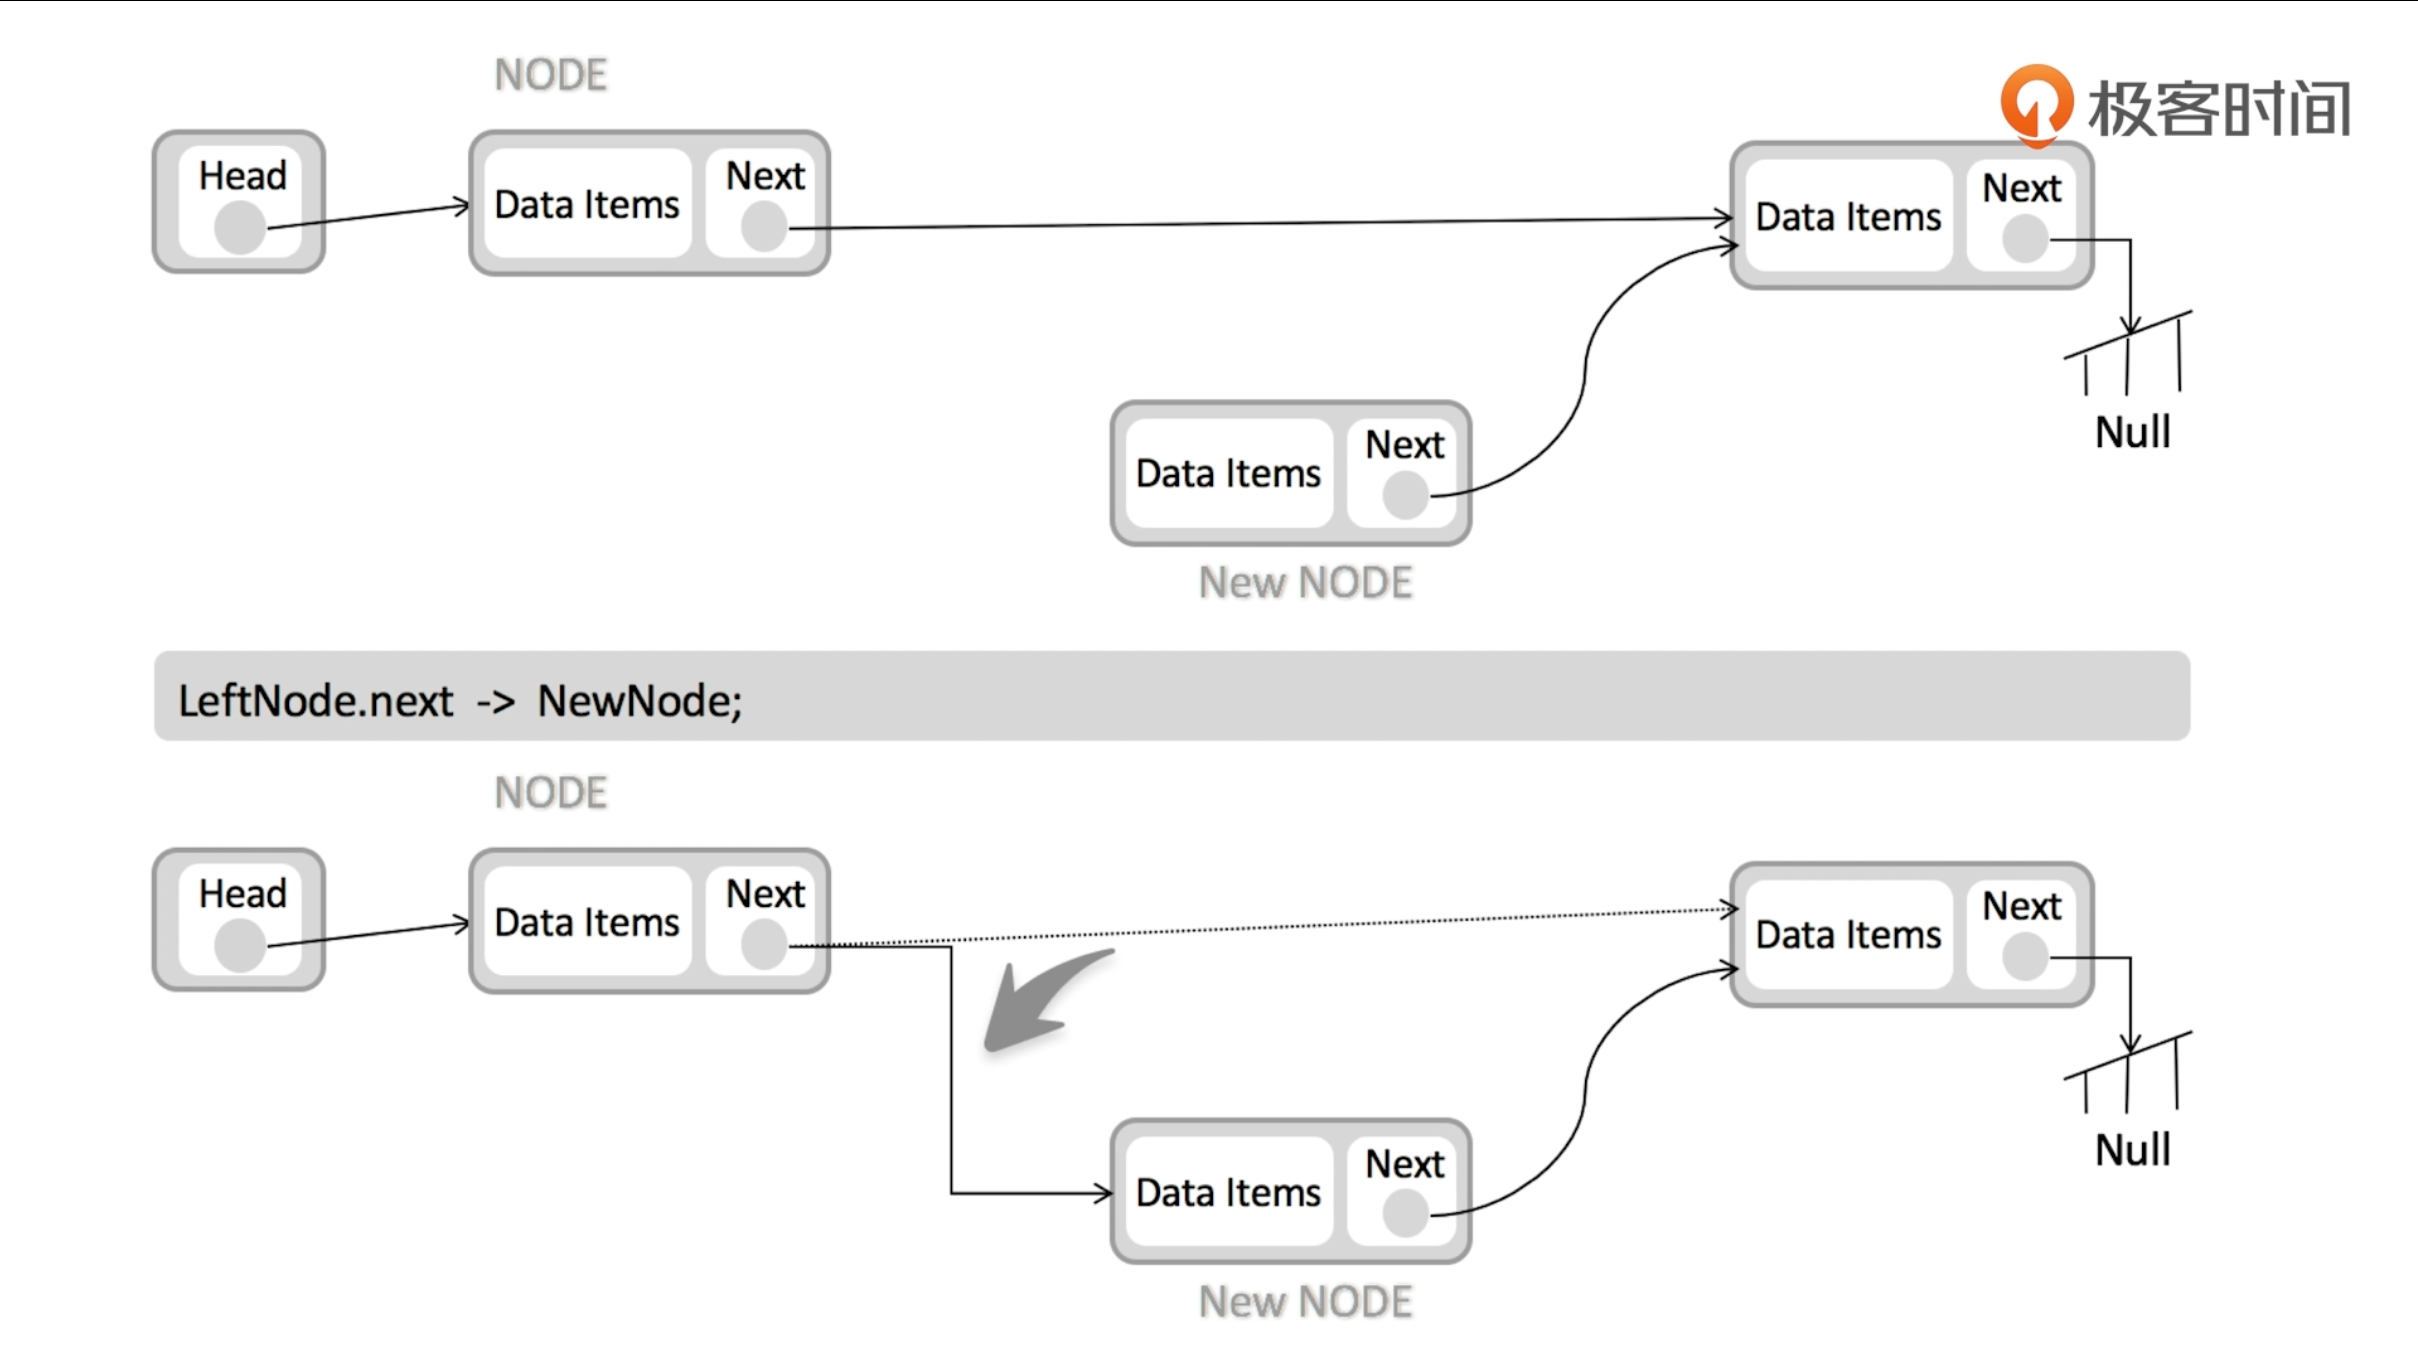 NODE
极客时间
Head
Data Items
Next
Data Items
Next
Null
Data Items
Next
New NODE
LeftNode.next -> NewNode;
NODE
Head
Data Items
Next
Data Items
Next
Null
Data Items
Next
New NODE